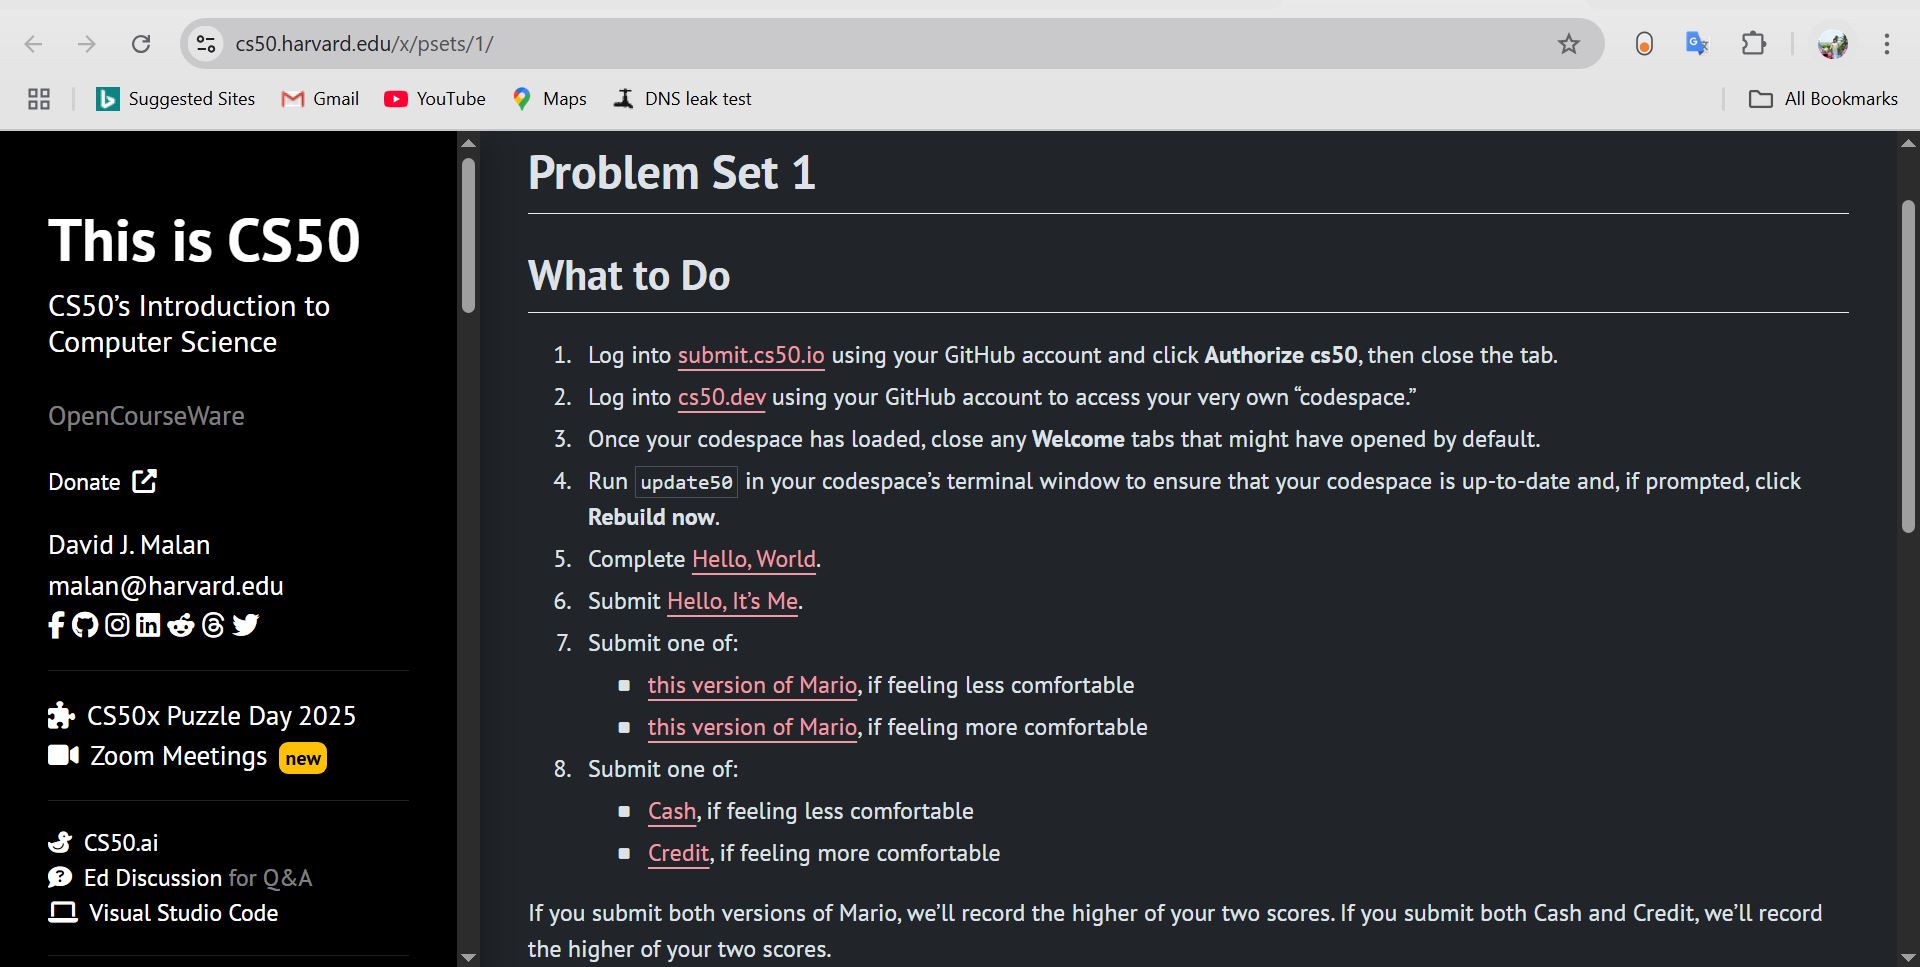 cs50.harvard.edu/x/psets/1/
Suggested Sites
Gmail
YouTube
Maps
DNS leak test
All Bookmarks
This is CS50
CS50’s Introduction to
Computer Science
OpenCourseWare
Donate
David J. Malan
malan@harvard.edu
CS50x Puzzle Day 2025
Zoom Meetings new
CS50.ai
Ed Discussion for Q&A
Visual Studio Code
Problem Set 1
What to Do
1. Log into submit.cs50.io using your GitHub account and click Authorize cs50, then close the tab.
2. Log into cs50.dev using your GitHub account to access your very own “codespace.”
3. Once your codespace has loaded, close any Welcome tabs that might have opened by default.
4. Run update50 in your codespace’s terminal window to ensure that your codespace is up-to-date and, if prompted, click
Rebuild now.
5. Complete Hello, World.
6. Submit Hello, It’s Me.
7. Submit one of:
this version of Mario, if feeling less comfortable
this version of Mario, if feeling more comfortable
8. Submit one of:
Cash, if feeling less comfortable
Credit, if feeling more comfortable
If you submit both versions of Mario, we’ll record the higher of your two scores. If you submit both Cash and Credit, we’ll record
the higher of your two scores.